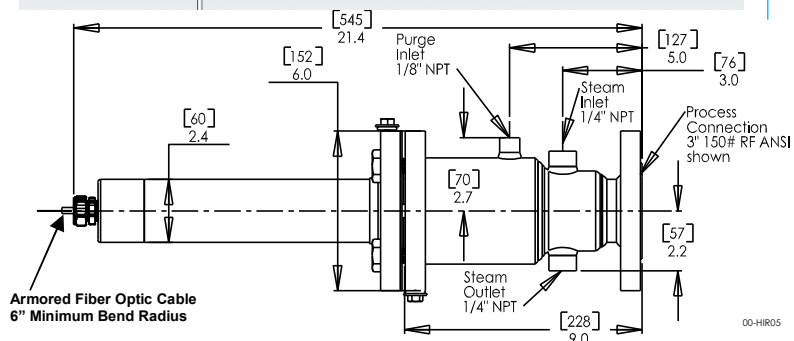 [545]
21.4
[127]
5.0
[76]
3.0
Purge
Inlet
1/8" NPT
[152]
6.0
Steam
Inlet
1/4" NPT
[60]
2.4
Process
Connection
3" 150# RF ANSI
shown
[70]
2.7
[57]
2.2
Steam
Outlet
1/4" NPT
Armored Fiber Optic Cable
6” Minimum Bend Radius
[228]
9.0
00-HIR05